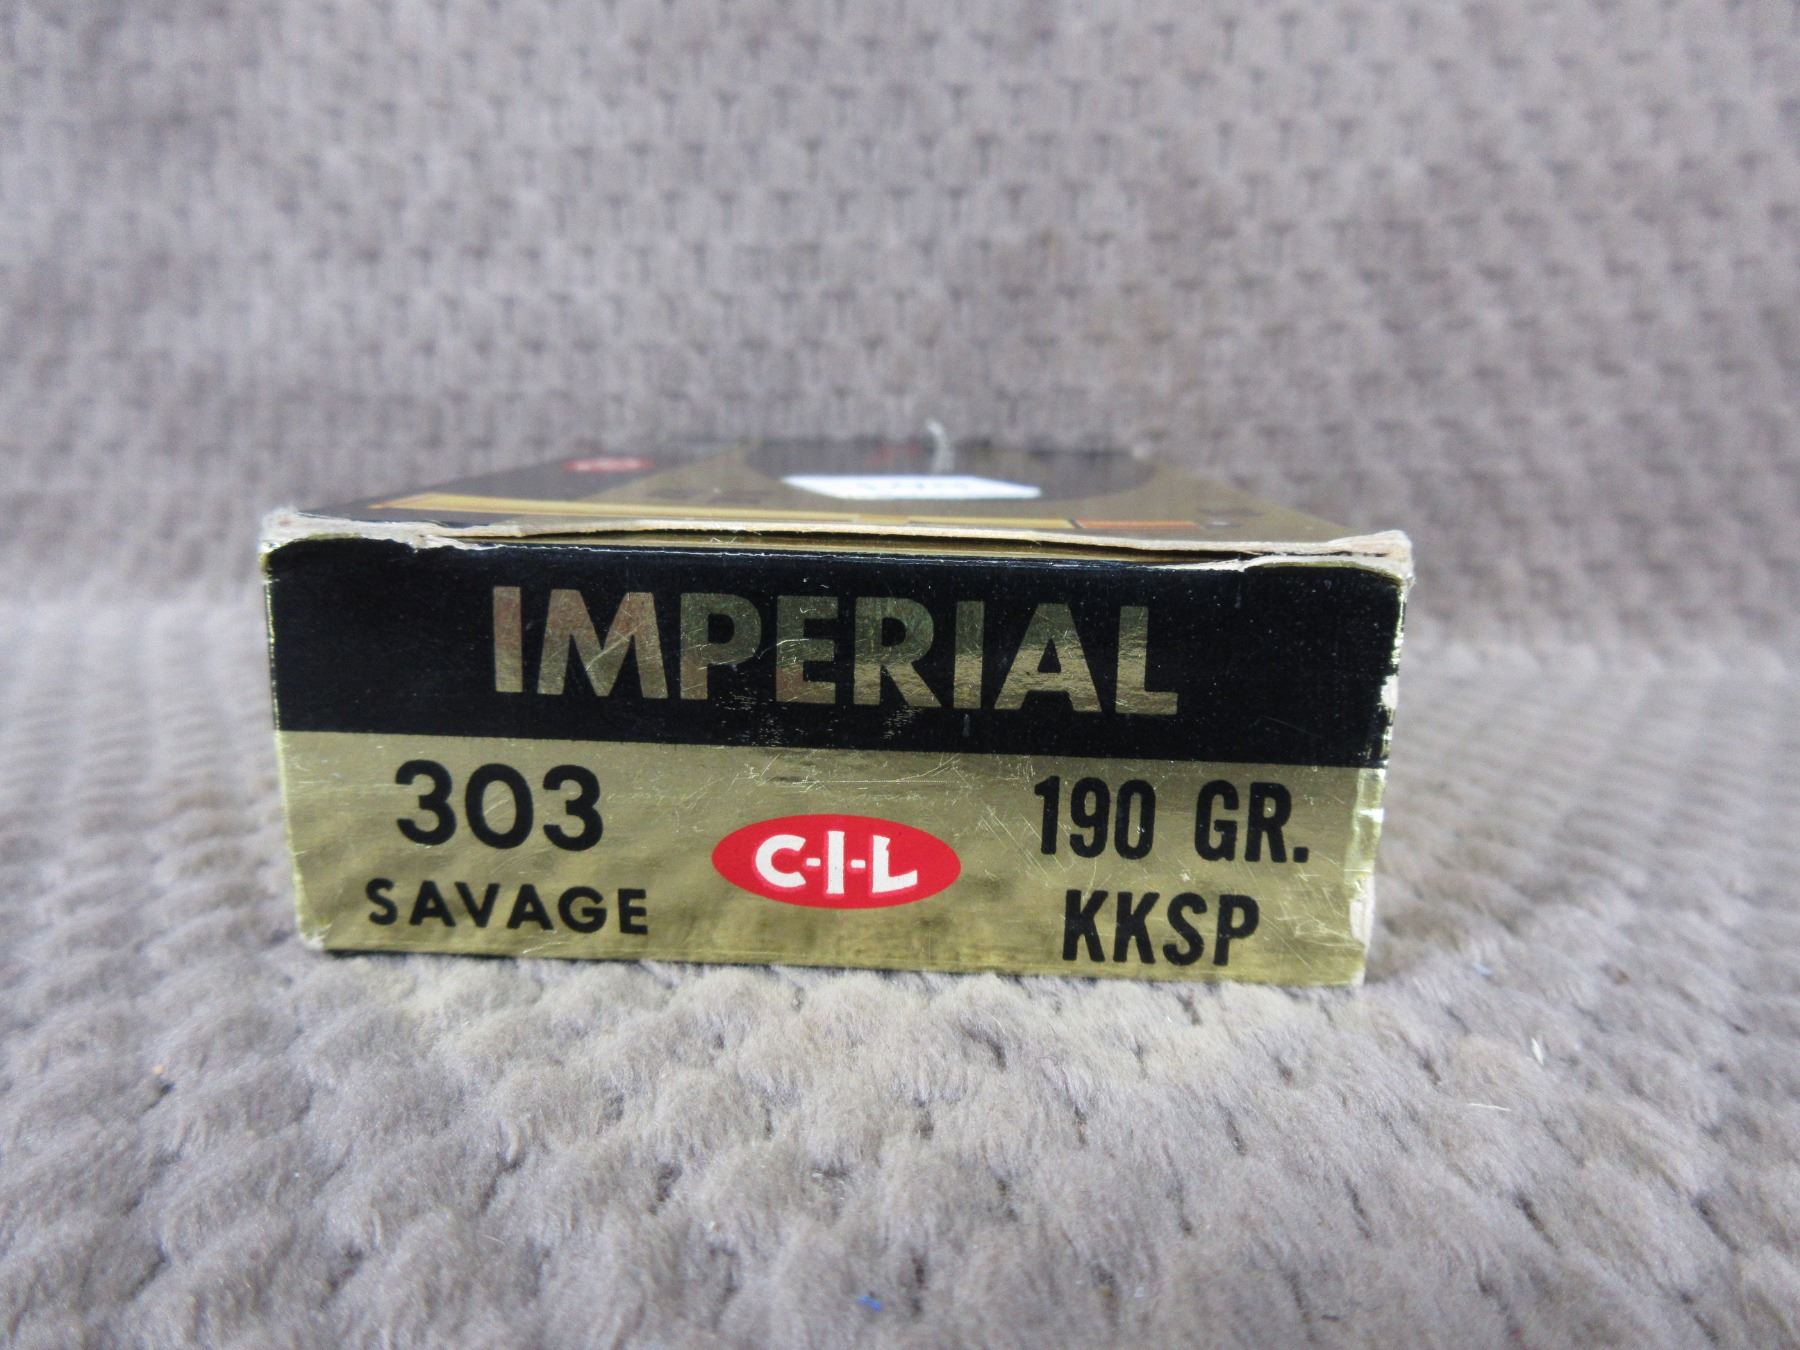 IMPERIAL
303
SAVAGE
C-I-L
190 GR.
KKSP